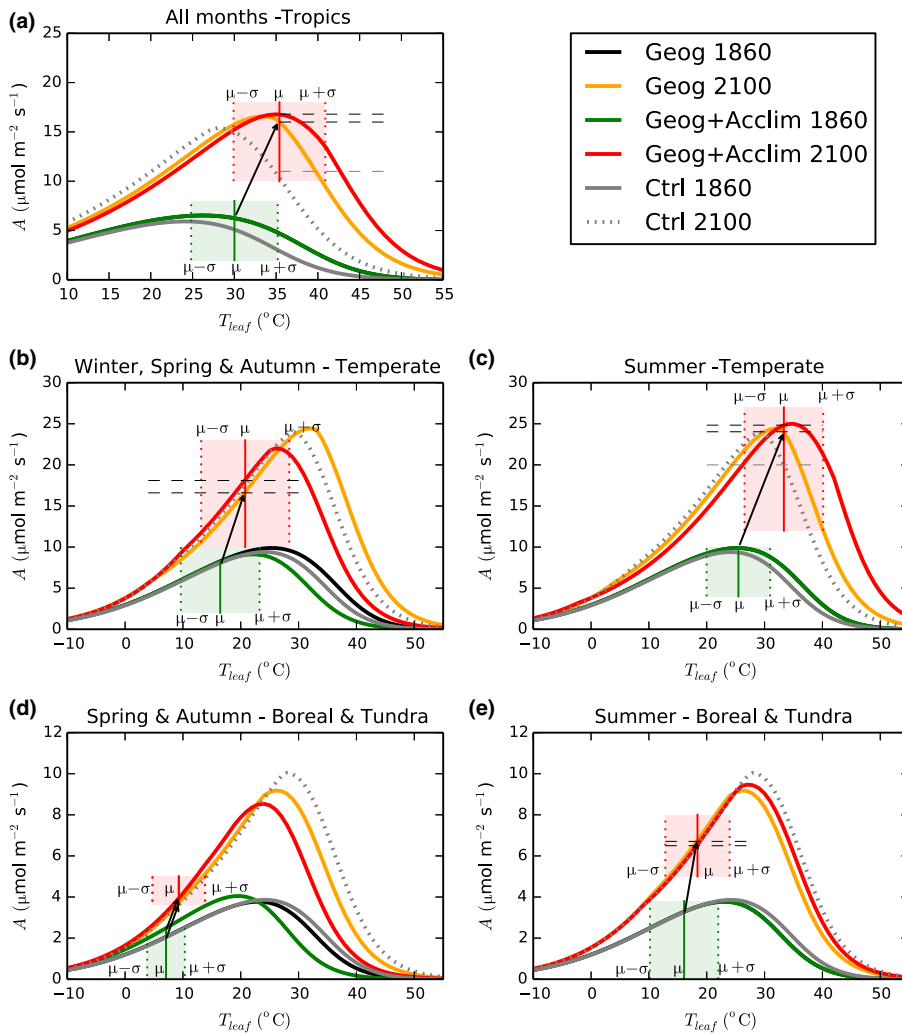 (a)
All months -Tropics
A (µmol m⁻² s⁻¹)
25
20
15
10
5
0
µ−σ µ µ+σ
µ−σ µ µ+σ
10 15 20 25 30 35 40 45 50 55
T_leaf (°C)
Geog 1860
Geog 2100
Geog+Acclim 1860
Geog+Acclim 2100
Ctrl 1860
Ctrl 2100
(b)
Winter, Spring & Autumn - Temperate
A (µmol m⁻² s⁻¹)
30
25
20
15
10
5
0
µ−σ µ µ+σ
µ−σ µ µ+σ
−10 0 10 20 30 40 50
T_leaf (°C)
(c)
Summer -Temperate
A (µmol m⁻² s⁻¹)
30
25
20
15
10
5
0
µ−σ µ µ+σ
µ−σ µ µ+σ
−10 0 10 20 30 40 50
T_leaf (°C)
(d)
Spring & Autumn - Boreal & Tundra
A (µmol m⁻² s⁻¹)
12
10
8
6
4
2
0
µ−σ µ µ+σ
µ−σ µ µ+σ
−10 0 10 20 30 40 50
T_leaf (°C)
(e)
Summer - Boreal & Tundra
A (µmol m⁻² s⁻¹)
12
10
8
6
4
2
0
µ−σ µ µ+σ
µ−σ µ µ+σ
−10 0 10 20 30 40 50
T_leaf (°C)